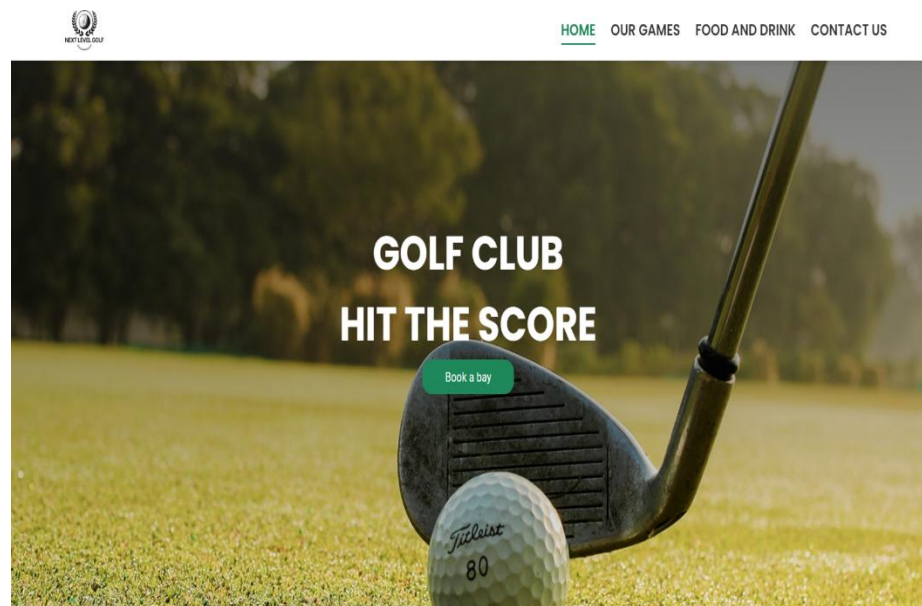 NEXT LEVEL GOLF
HOME OUR GAMES FOOD AND DRINK CONTACT US
GOLF CLUB
HIT THE SCORE
Book a bay
Titleist
80